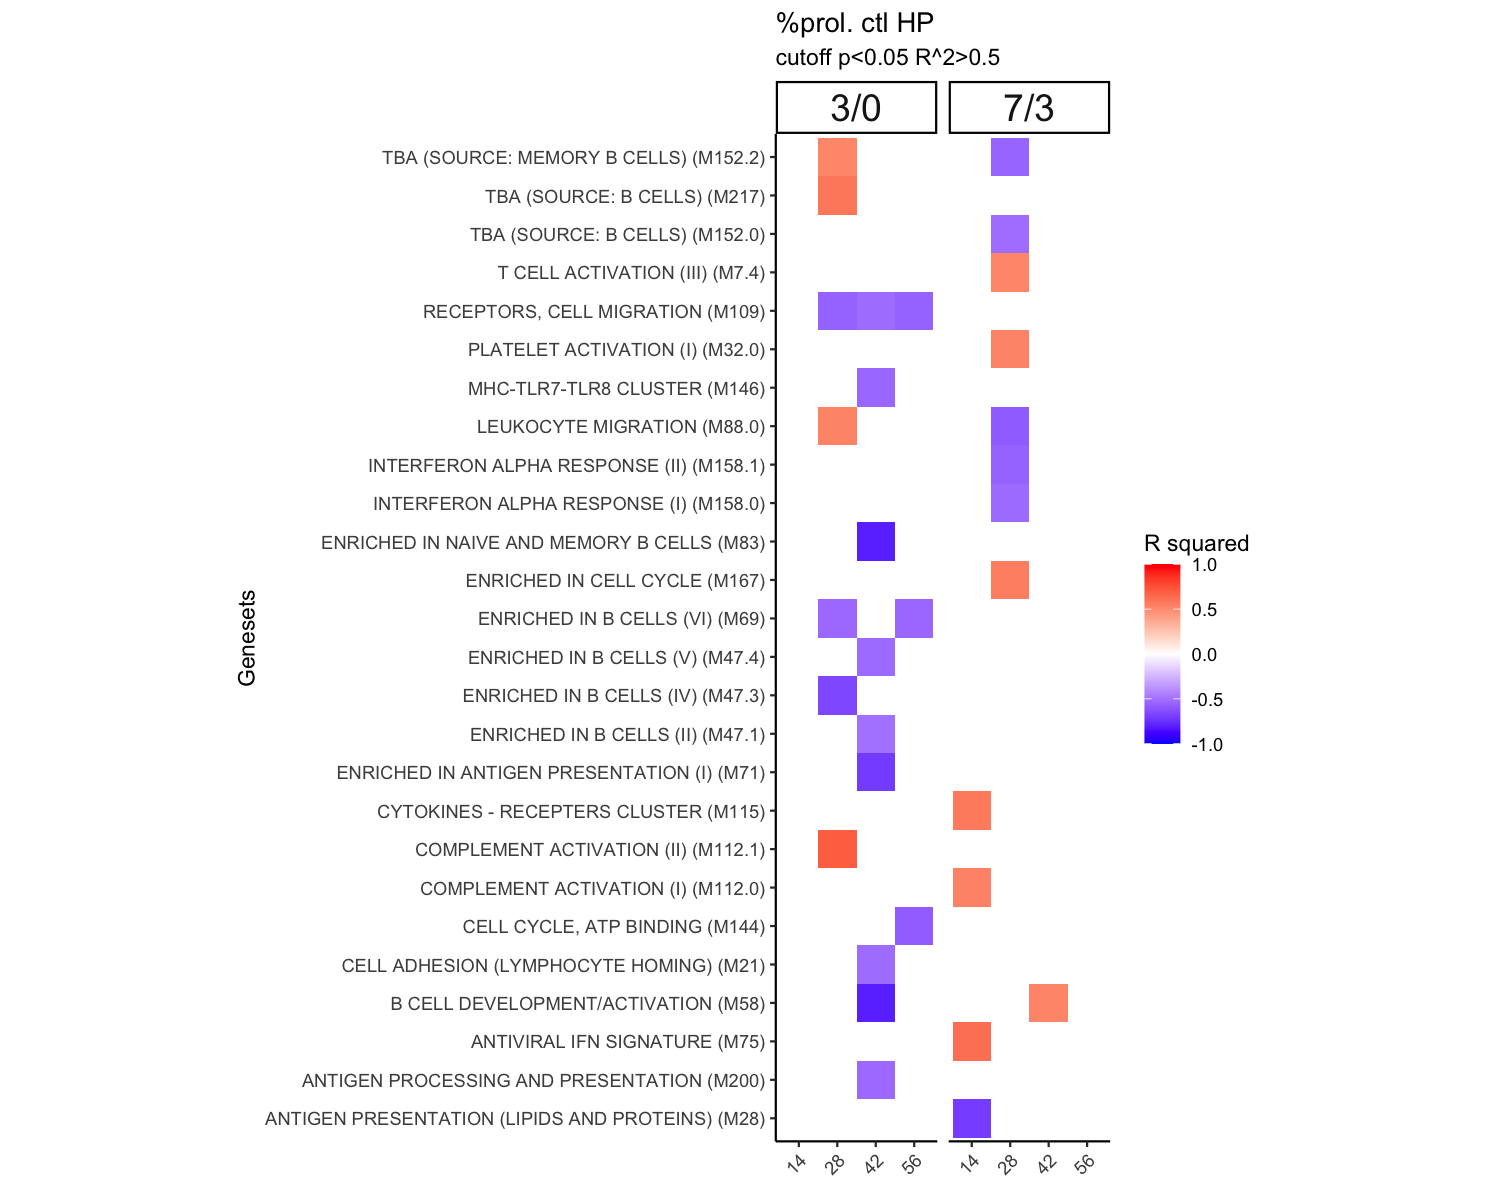 %prol. ctl HP
cutoff p<0.05 R^2>0.5
3/0 7/3
TBA (SOURCE: MEMORY B CELLS) (M152.2)
TBA (SOURCE: B CELLS) (M217)
TBA (SOURCE: B CELLS) (M152.0)
T CELL ACTIVATION (III) (M7.4)
RECEPTORS, CELL MIGRATION (M109)
PLATELET ACTIVATION (I) (M32.0)
MHC-TLR7-TLR8 CLUSTER (M146)
LEUKOCYTE MIGRATION (M88.0)
INTERFERON ALPHA RESPONSE (II) (M158.1)
INTERFERON ALPHA RESPONSE (I) (M158.0)
ENRICHED IN NAIVE AND MEMORY B CELLS (M83)
ENRICHED IN CELL CYCLE (M167)
ENRICHED IN B CELLS (VI) (M69)
ENRICHED IN B CELLS (V) (M47.4)
ENRICHED IN B CELLS (IV) (M47.3)
ENRICHED IN B CELLS (II) (M47.1)
ENRICHED IN ANTIGEN PRESENTATION (I) (M71)
CYTOKINES - RECEPTERS CLUSTER (M115)
COMPLEMENT ACTIVATION (II) (M112.1)
COMPLEMENT ACTIVATION (I) (M112.0)
CELL CYCLE, ATP BINDING (M144)
CELL ADHESION (LYMPHOCYTE HOMING) (M21)
B CELL DEVELOPMENT/ACTIVATION (M58)
ANTIVIRAL IFN SIGNATURE (M75)
ANTIGEN PROCESSING AND PRESENTATION (M200)
ANTIGEN PRESENTATION (LIPIDS AND PROTEINS) (M28)
Genesets
14 28 42 56 14 28 42 56
R squared
1.0
0.5
0.0
-0.5
-1.0